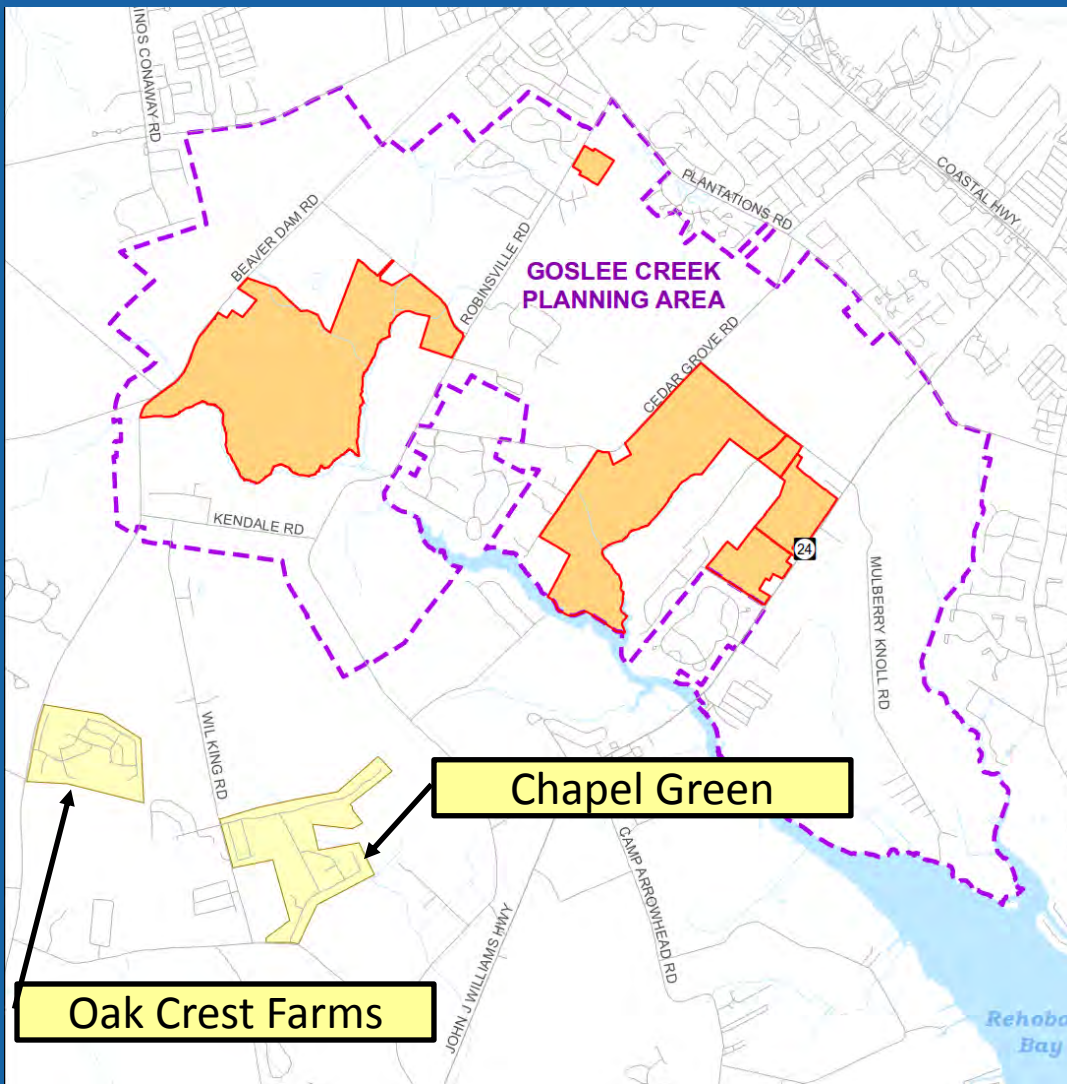 INOS CONAWAY RD
COASTAL HWY
PLANTATIONS RD
BEAVER DAM RD
ROBINSVILLE RD
GOSLEE CREEK
PLANNING AREA
CEDAR GROVE RD
KENDALE RD
24
MULBERRY KNOLL RD
WIL KING RD
Chapel Green
CAMP ARROWHEAD RD
JOHN J WILLIAMS HWY
Oak Crest Farms
Rehoba
Bay